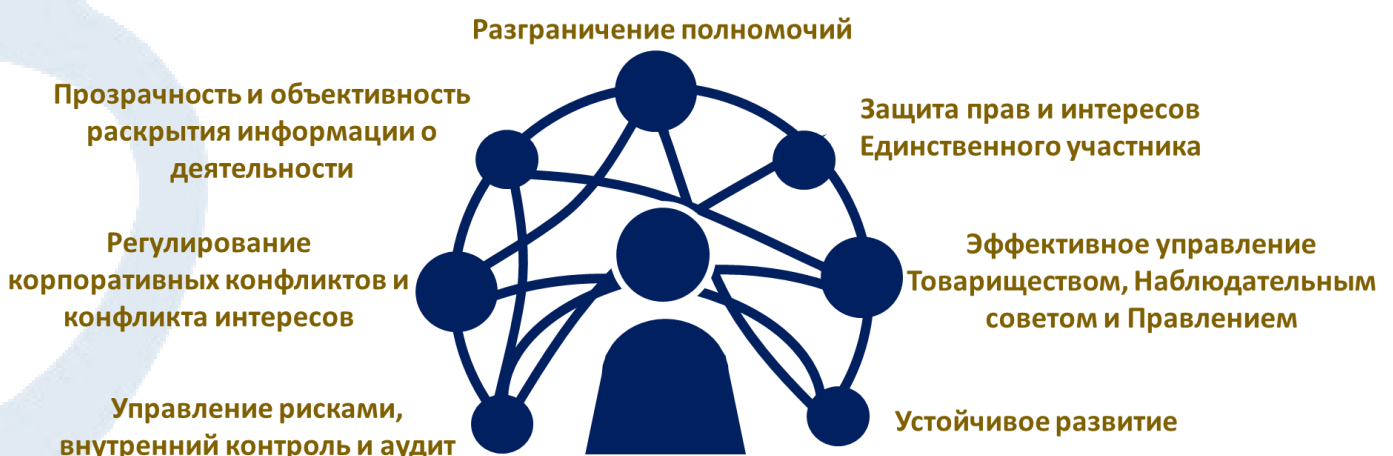 Разграничение полномочий
Прозрачность и объективность
раскрытия информации о
деятельности
Защита прав и интересов
Единственного участника
Регулирование
корпоративных конфликтов и
конфликта интересов
Эффективное управление
Товариществом, Наблюдательным
советом и Правлением
Управление рисками,
внутренний контроль и аудит
Устойчивое развитие